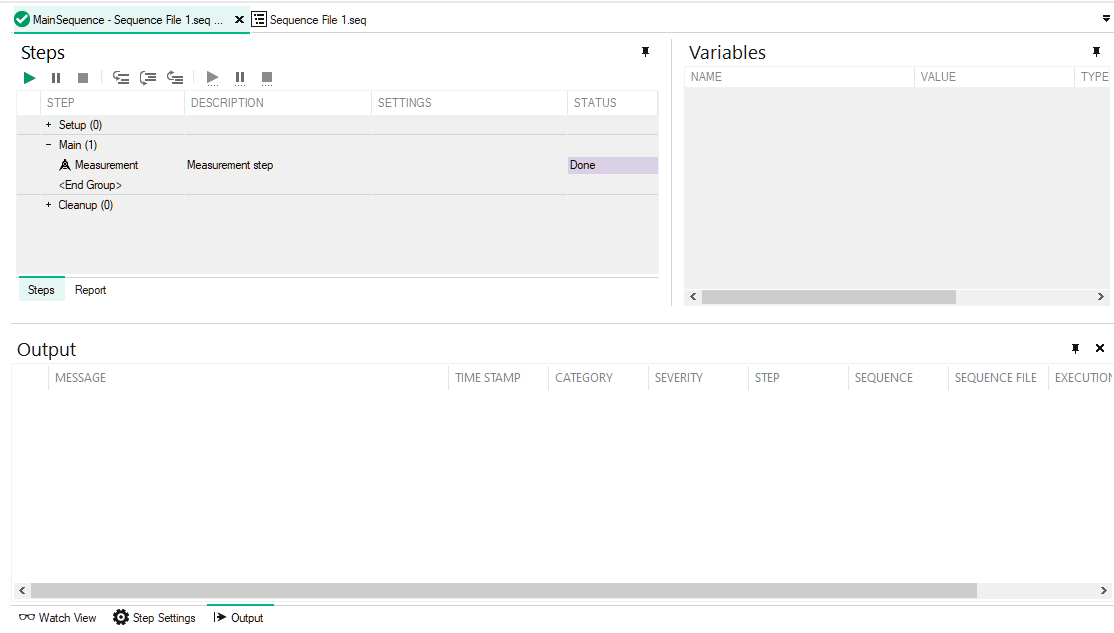 MainSequence - Sequence File 1.seq ...
Sequence File 1.seq
Steps
STEP DESCRIPTION SETTINGS STATUS
+ Setup (0)
− Main (1)
Measurement Measurement step Done
<End Group>
+ Cleanup (0)
Steps Report
Variables
NAME VALUE TYPE
Output
MESSAGE TIME STAMP CATEGORY SEVERITY STEP SEQUENCE SEQUENCE FILE EXECUTION
Watch View Step Settings Output